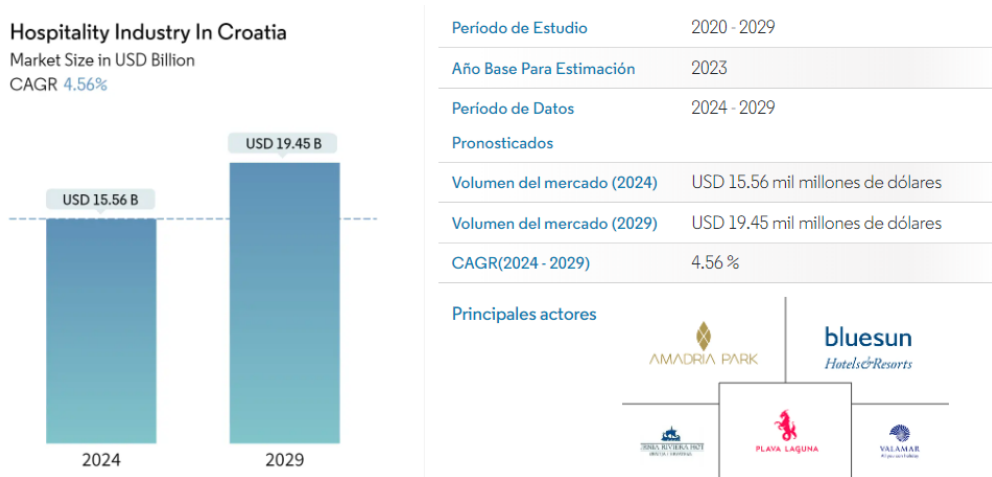 Hospitality Industry In Croatia
Market Size in USD Billion
CAGR 4.56%
USD 15.56 B
USD 19.45 B
2024
2029
Período de Estudio 2020 - 2029
Año Base Para Estimación 2023
Período de Datos 2024 - 2029
Pronosticados
Volumen del mercado (2024) USD 15.56 mil millones de dólares
Volumen del mercado (2029) USD 19.45 mil millones de dólares
CAGR(2024 - 2029) 4.56 %
Principales actores
AMADRIA PARK
bluesun
Hotels&Resorts
RIVIERA
PLAVA LAGUNA
VALAMAR